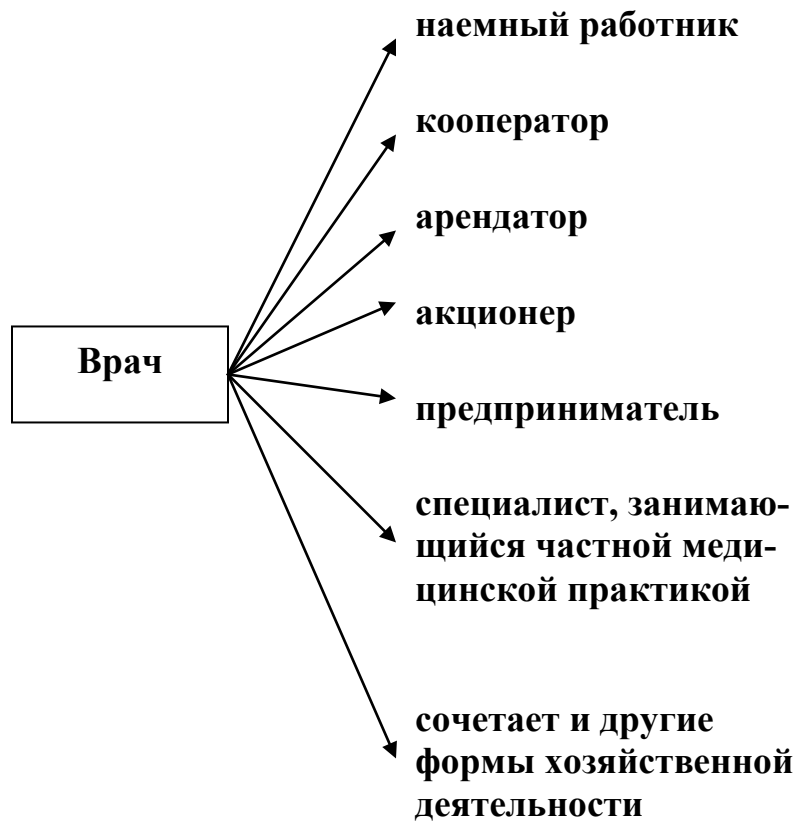 наемный работник
кооператор
арендатор
акционер
Врач
предприниматель
специалист, занимаю-
щийся частной меди-
цинской практикой
сочетает и другие
формы хозяйственной
деятельности